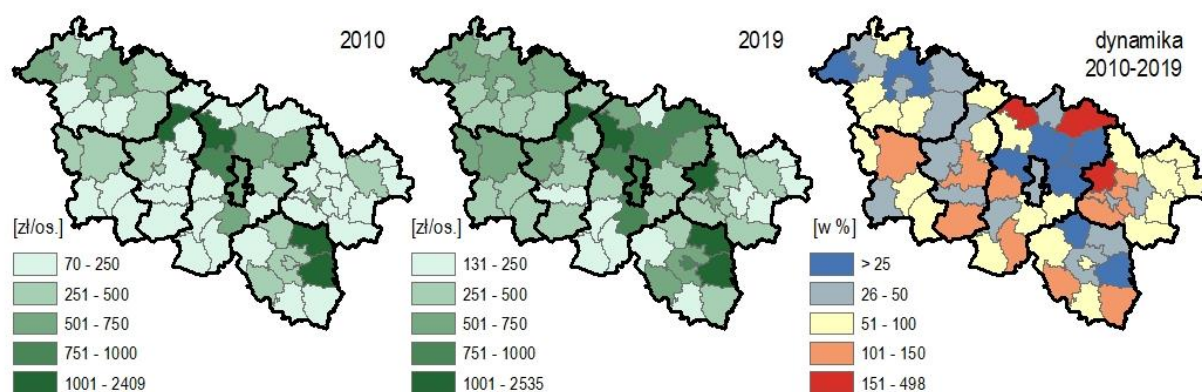 2010
2019
dynamika
2010-2019
[zł/os.]
70 - 250
251 - 500
501 - 750
751 - 1000
1001 - 2409
[zł/os.]
131 - 250
251 - 500
501 - 750
751 - 1000
1001 - 2535
[w %]
> 25
26 - 50
51 - 100
101 - 150
151 - 498